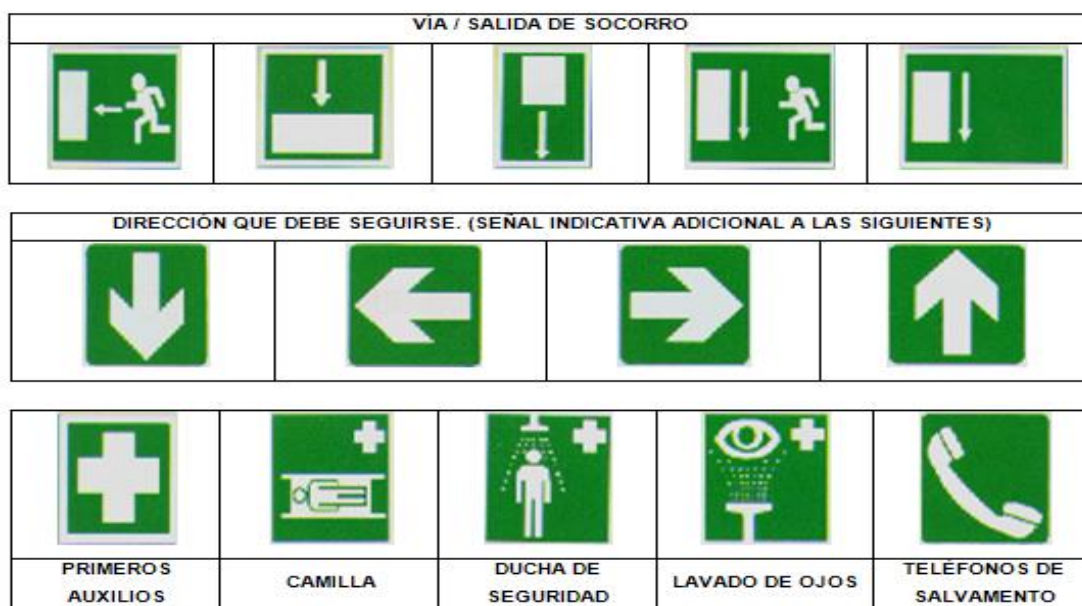 VÍA / SALIDA DE SOCORRO
DIRECCIÓN QUE DEBE SEGUIRSE. (SEÑAL INDICATIVA ADICIONAL A LAS SIGUIENTES)
PRIMEROS
AUXILIOS
CAMILLA
DUCHA DE
SEGURIDAD
LAVADO DE OJOS
TELÉFONOS DE
SALVAMENTO